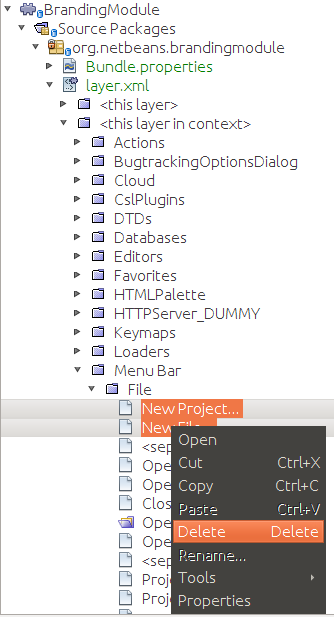 BrandingModule
Source Packages
org.netbeans.brandingmodule
Bundle.properties
layer.xml
<this layer>
<this layer in context>
Actions
BugtrackingOptionsDialog
Cloud
CslPlugins
DTDs
Databases
Editors
Favorites
HTMLPalette
HTTPServer_DUMMY
Keymaps
Loaders
Menu Bar
File
New Project...
New File...
<sep
Ope
Ope
Clos
Ope
Ope
<sep
Proj
Proj
Open
Cut Ctrl+X
Copy Ctrl+C
Paste Ctrl+V
Delete Delete
Rename...
Tools
Properties